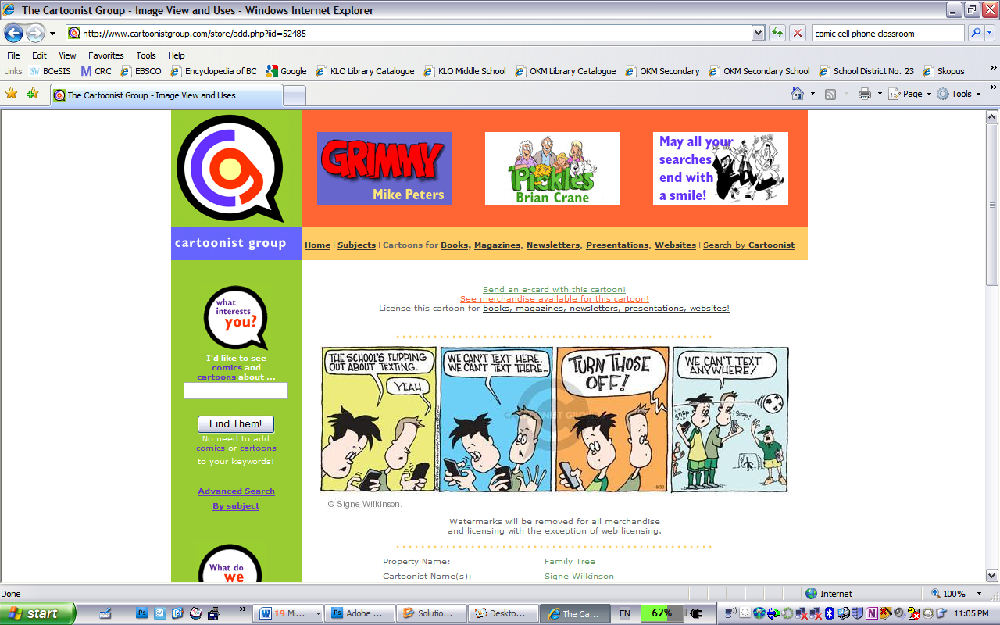 The Cartoonist Group - Image View and Uses - Windows Internet Explorer
http://www.cartoonistgroup.com/store/add.php?iid=52485
comic cell phone classroom
File Edit View Favorites Tools Help
Links BCeSIS CRC EBSCO Encyclopedia of BC Google KLO Library Catalogue KLO Middle School OKM Library Catalogue OKM Secondary OKM Secondary School School District No. 23 Skopus
The Cartoonist Group - Image View and Uses
Page Tools
GRIMMY
Mike Peters
Pickles
Brian Crane
May all your
searches
end with
a smile!
cartoonist group
Home | Subjects | Cartoons for Books, Magazines, Newsletters, Presentations, Websites | Search by Cartoonist
what
interests
you?
I'd like to see
comics and
cartoons about ...
Find Them!
No need to add
comics or cartoons
to your keywords!
Advanced Search
By subject
What do
we
Send an e-card with this cartoon!
See merchandise available for this cartoon!
License this cartoon for books, magazines, newsletters, presentations, websites!
THE SCHOOL'S FLIPPING
OUT ABOUT TEXTING.
YEAH.
WE CAN'T TEXT HERE.
WE CAN'T TEXT THERE...
TURN THOSE
OFF!
WE CAN'T TEXT
ANYWHERE!
SNAP
SNAP!
CARTOONIST GROUP
9/30
© Signe Wilkinson.
Watermarks will be removed for all merchandise
and licensing with the exception of web licensing.
Property Name: Family Tree
Cartoonist Name(s): Signe Wilkinson
Done
Internet
100%
start
19 Mi...
Adobe ...
Solutio...
Deskto...
The Ca...
EN
62%
11:05 PM